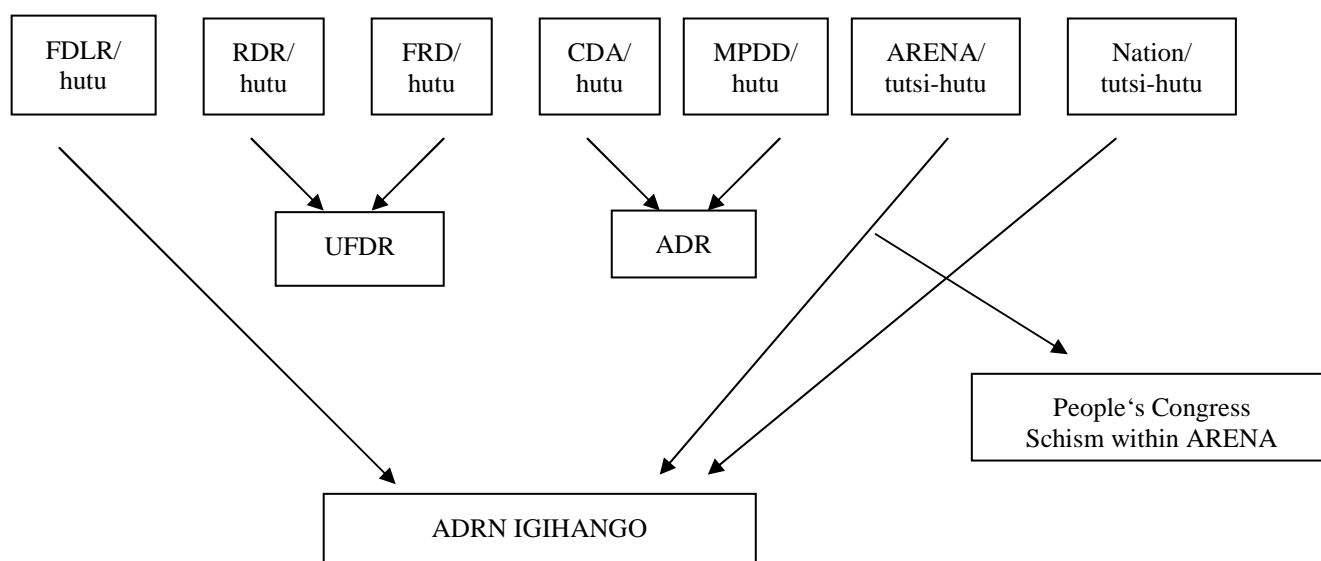 FDLR/
hutu
RDR/
hutu
FRD/
hutu
CDA/
hutu
MPDD/
hutu
ARENA/
tutsi-hutu
Nation/
tutsi-hutu
UFDR
ADR
People‘s Congress
Schism within ARENA
ADRN IGIHANGO